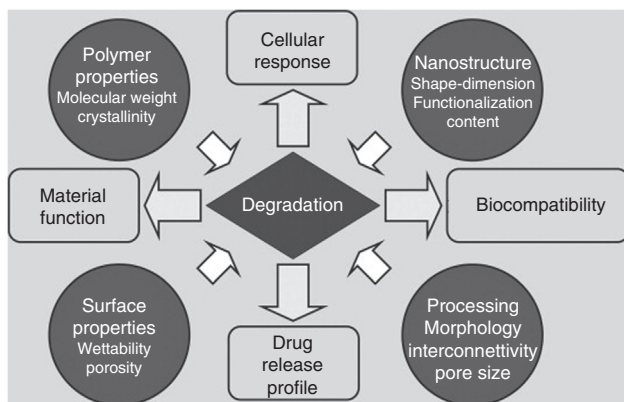 Polymer
properties
Molecular weight
crystallinity
Cellular
response
Nanostructure
Shape-dimension
Functionalization
content
Material
function
Degradation
Biocompatibility
Surface
properties
Wettability
porosity
Drug
release
profile
Processing
Morphology
interconnettivity
pore size